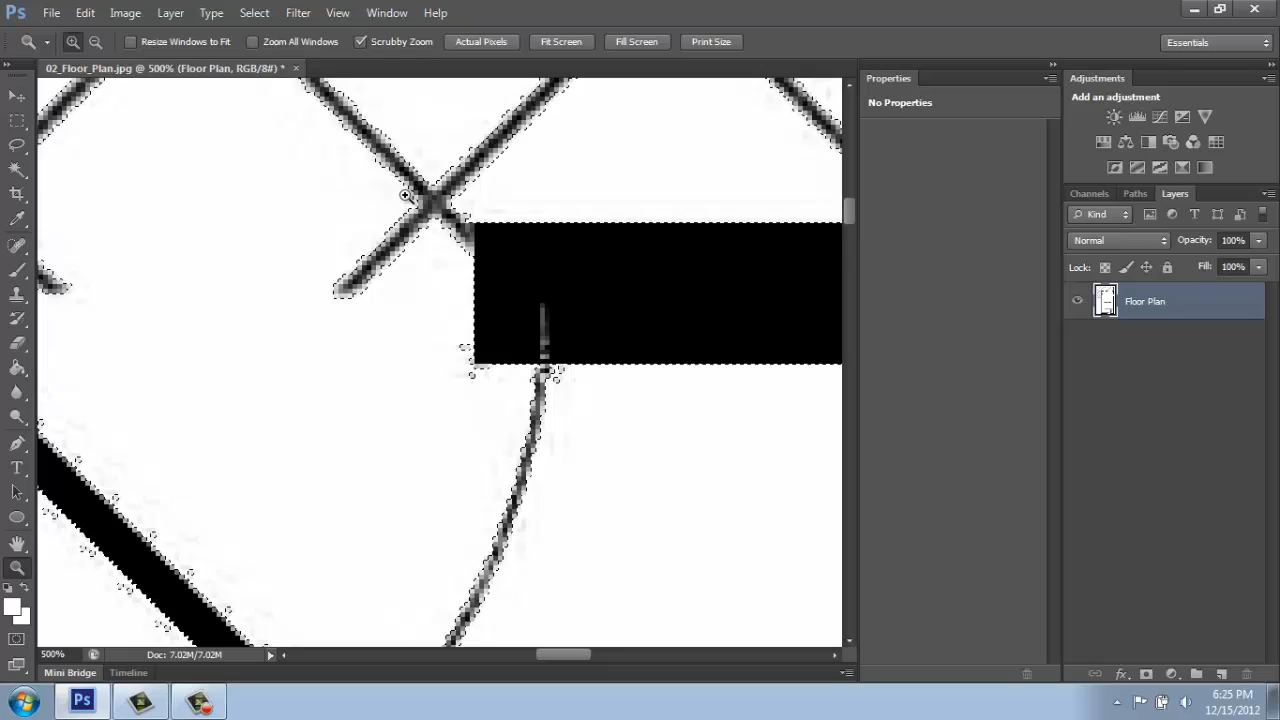 Ps File Edit Image Layer Type Select Filter View Window Help
Resize Windows to Fit Zoom All Windows Scrubby Zoom Actual Pixels Fit Screen Fill Screen Print Size Essentials
02_Floor_Plan.jpg @ 500% (Floor Plan, RGB/8#) * ×
Properties
Adjustments
No Properties
Add an adjustment
Channels Paths Layers
Kind
Normal Opacity: 100%
Lock: Fill: 100%
Floor Plan
T
500% Doc: 7.02M/7.02M
Mini Bridge Timeline
fx
Ps
6:25 PM
12/15/2012